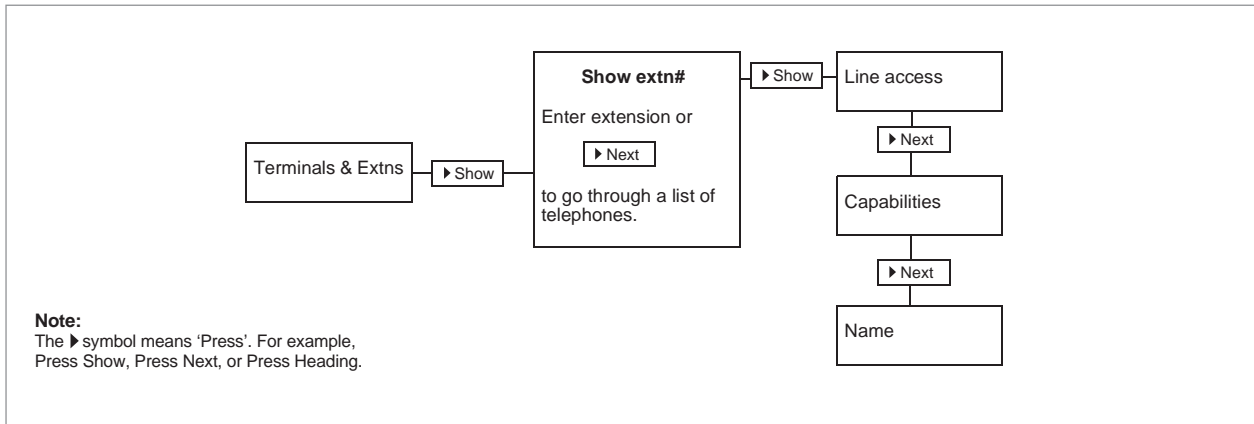 Terminals & Extns
▶ Show
Show extn#
Enter extension or
▶ Next
to go through a list of
telephones.
▶ Show
Line access
▶ Next
Capabilities
▶ Next
Name
Note:
The ▶ symbol means ‘Press’. For example,
Press Show, Press Next, or Press Heading.